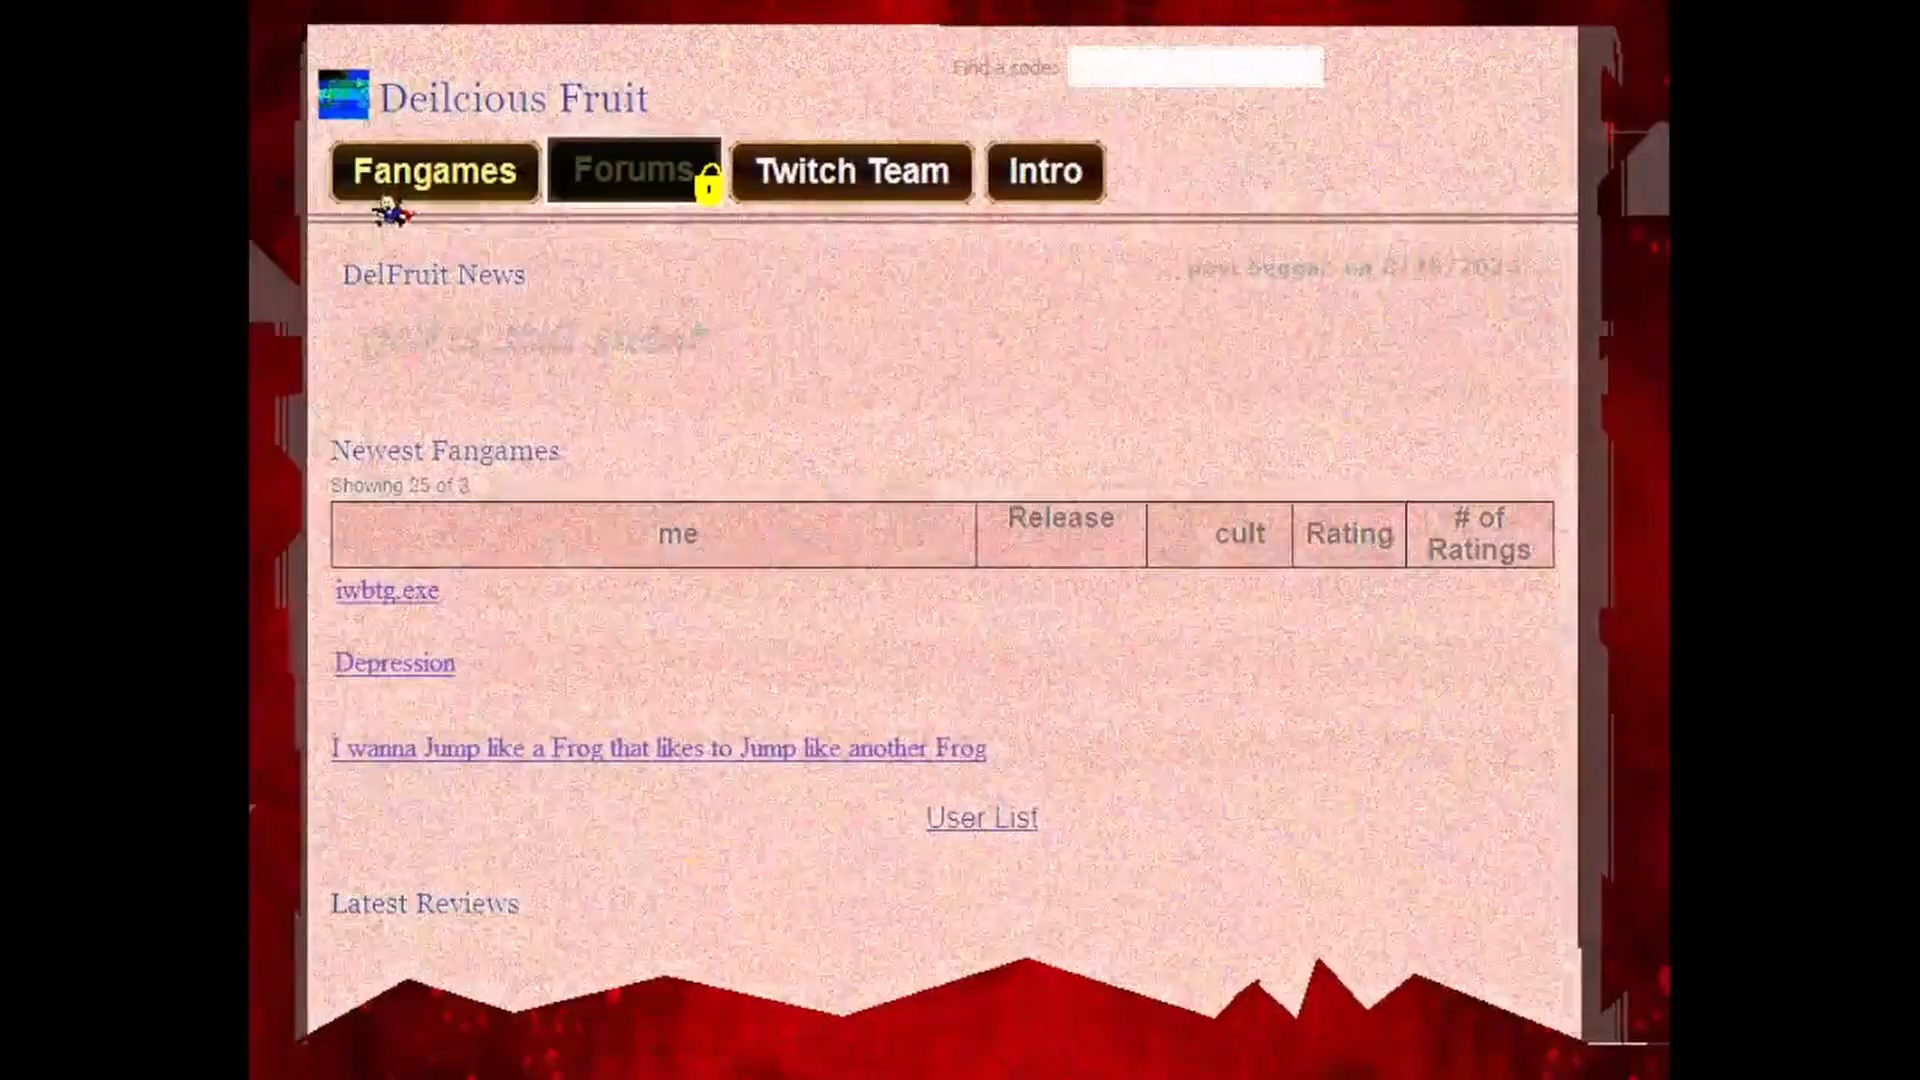 Find a code:
Deilcious Fruit
Fangames
Forums
Twitch Team
Intro
DelFruit News
Newest Fangames
Showing 25 of 3
me
Release
cult
Rating
# of Ratings
iwbtg.exe
Depression
I wanna Jump like a Frog that likes to Jump like another Frog
User List
Latest Reviews